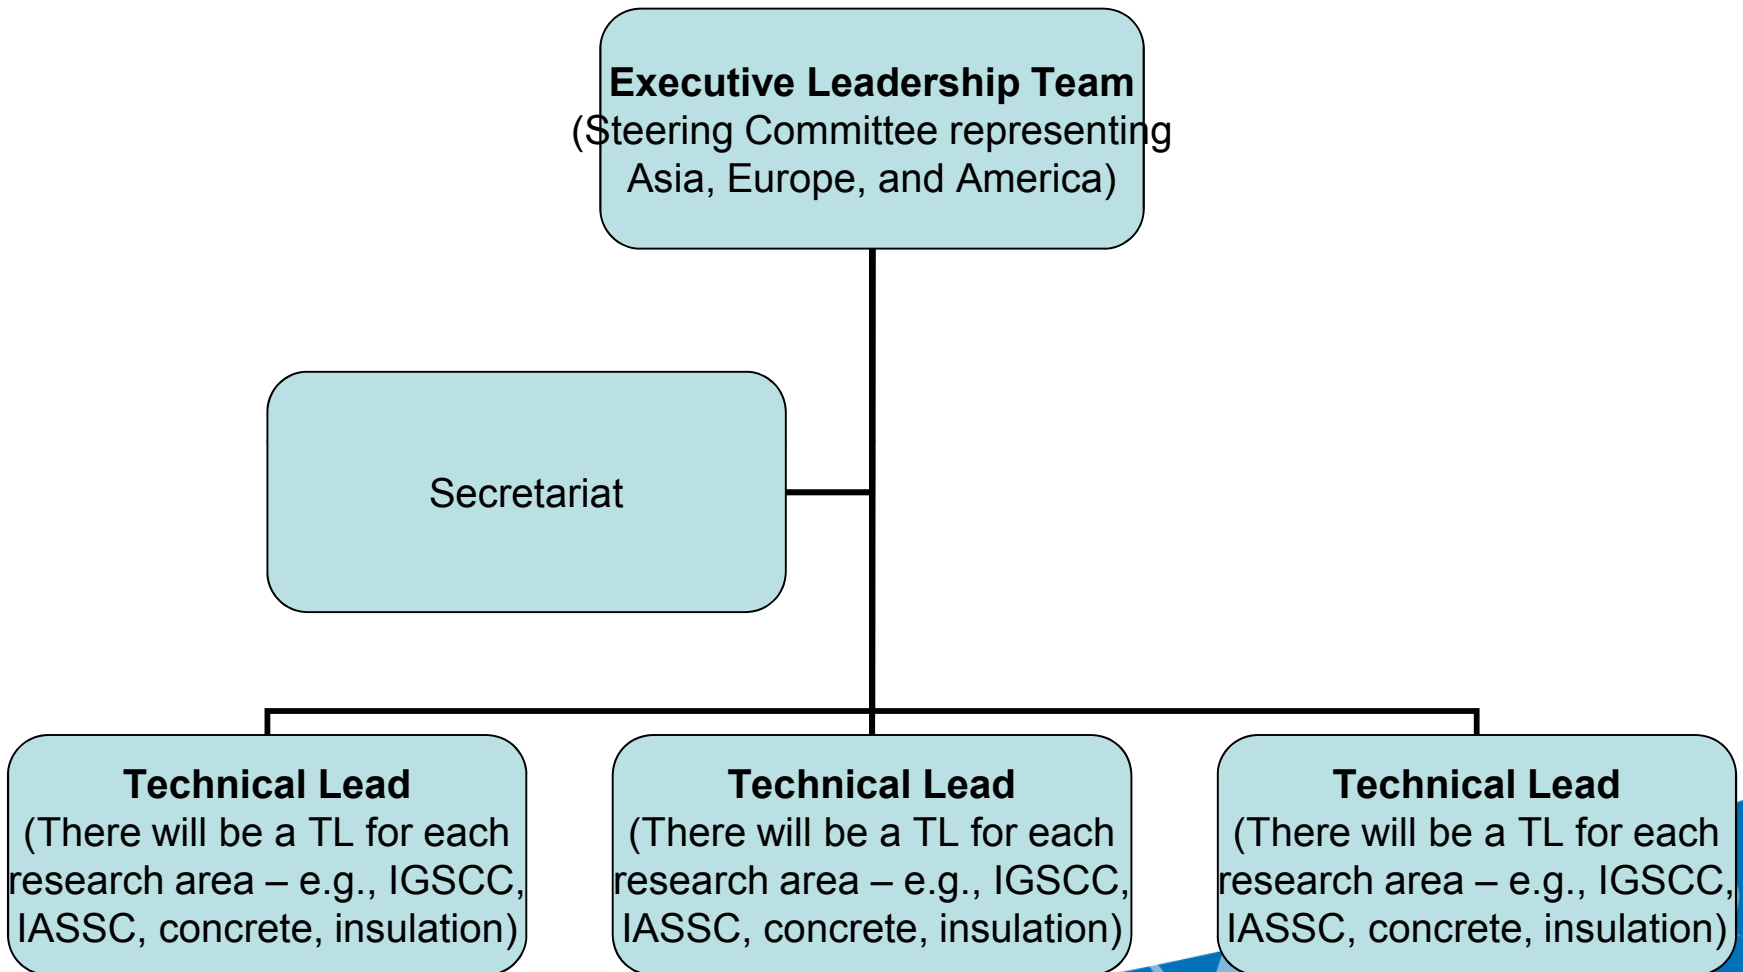 Executive Leadership Team
(Steering Committee representing
Asia, Europe, and America)
Secretariat
Technical Lead
(There will be a TL for each
research area – e.g., IGSCC,
IASSC, concrete, insulation)
Technical Lead
(There will be a TL for each
research area – e.g., IGSCC,
IASSC, concrete, insulation)
Technical Lead
(There will be a TL for each
research area – e.g., IGSCC,
IASSC, concrete, insulation)